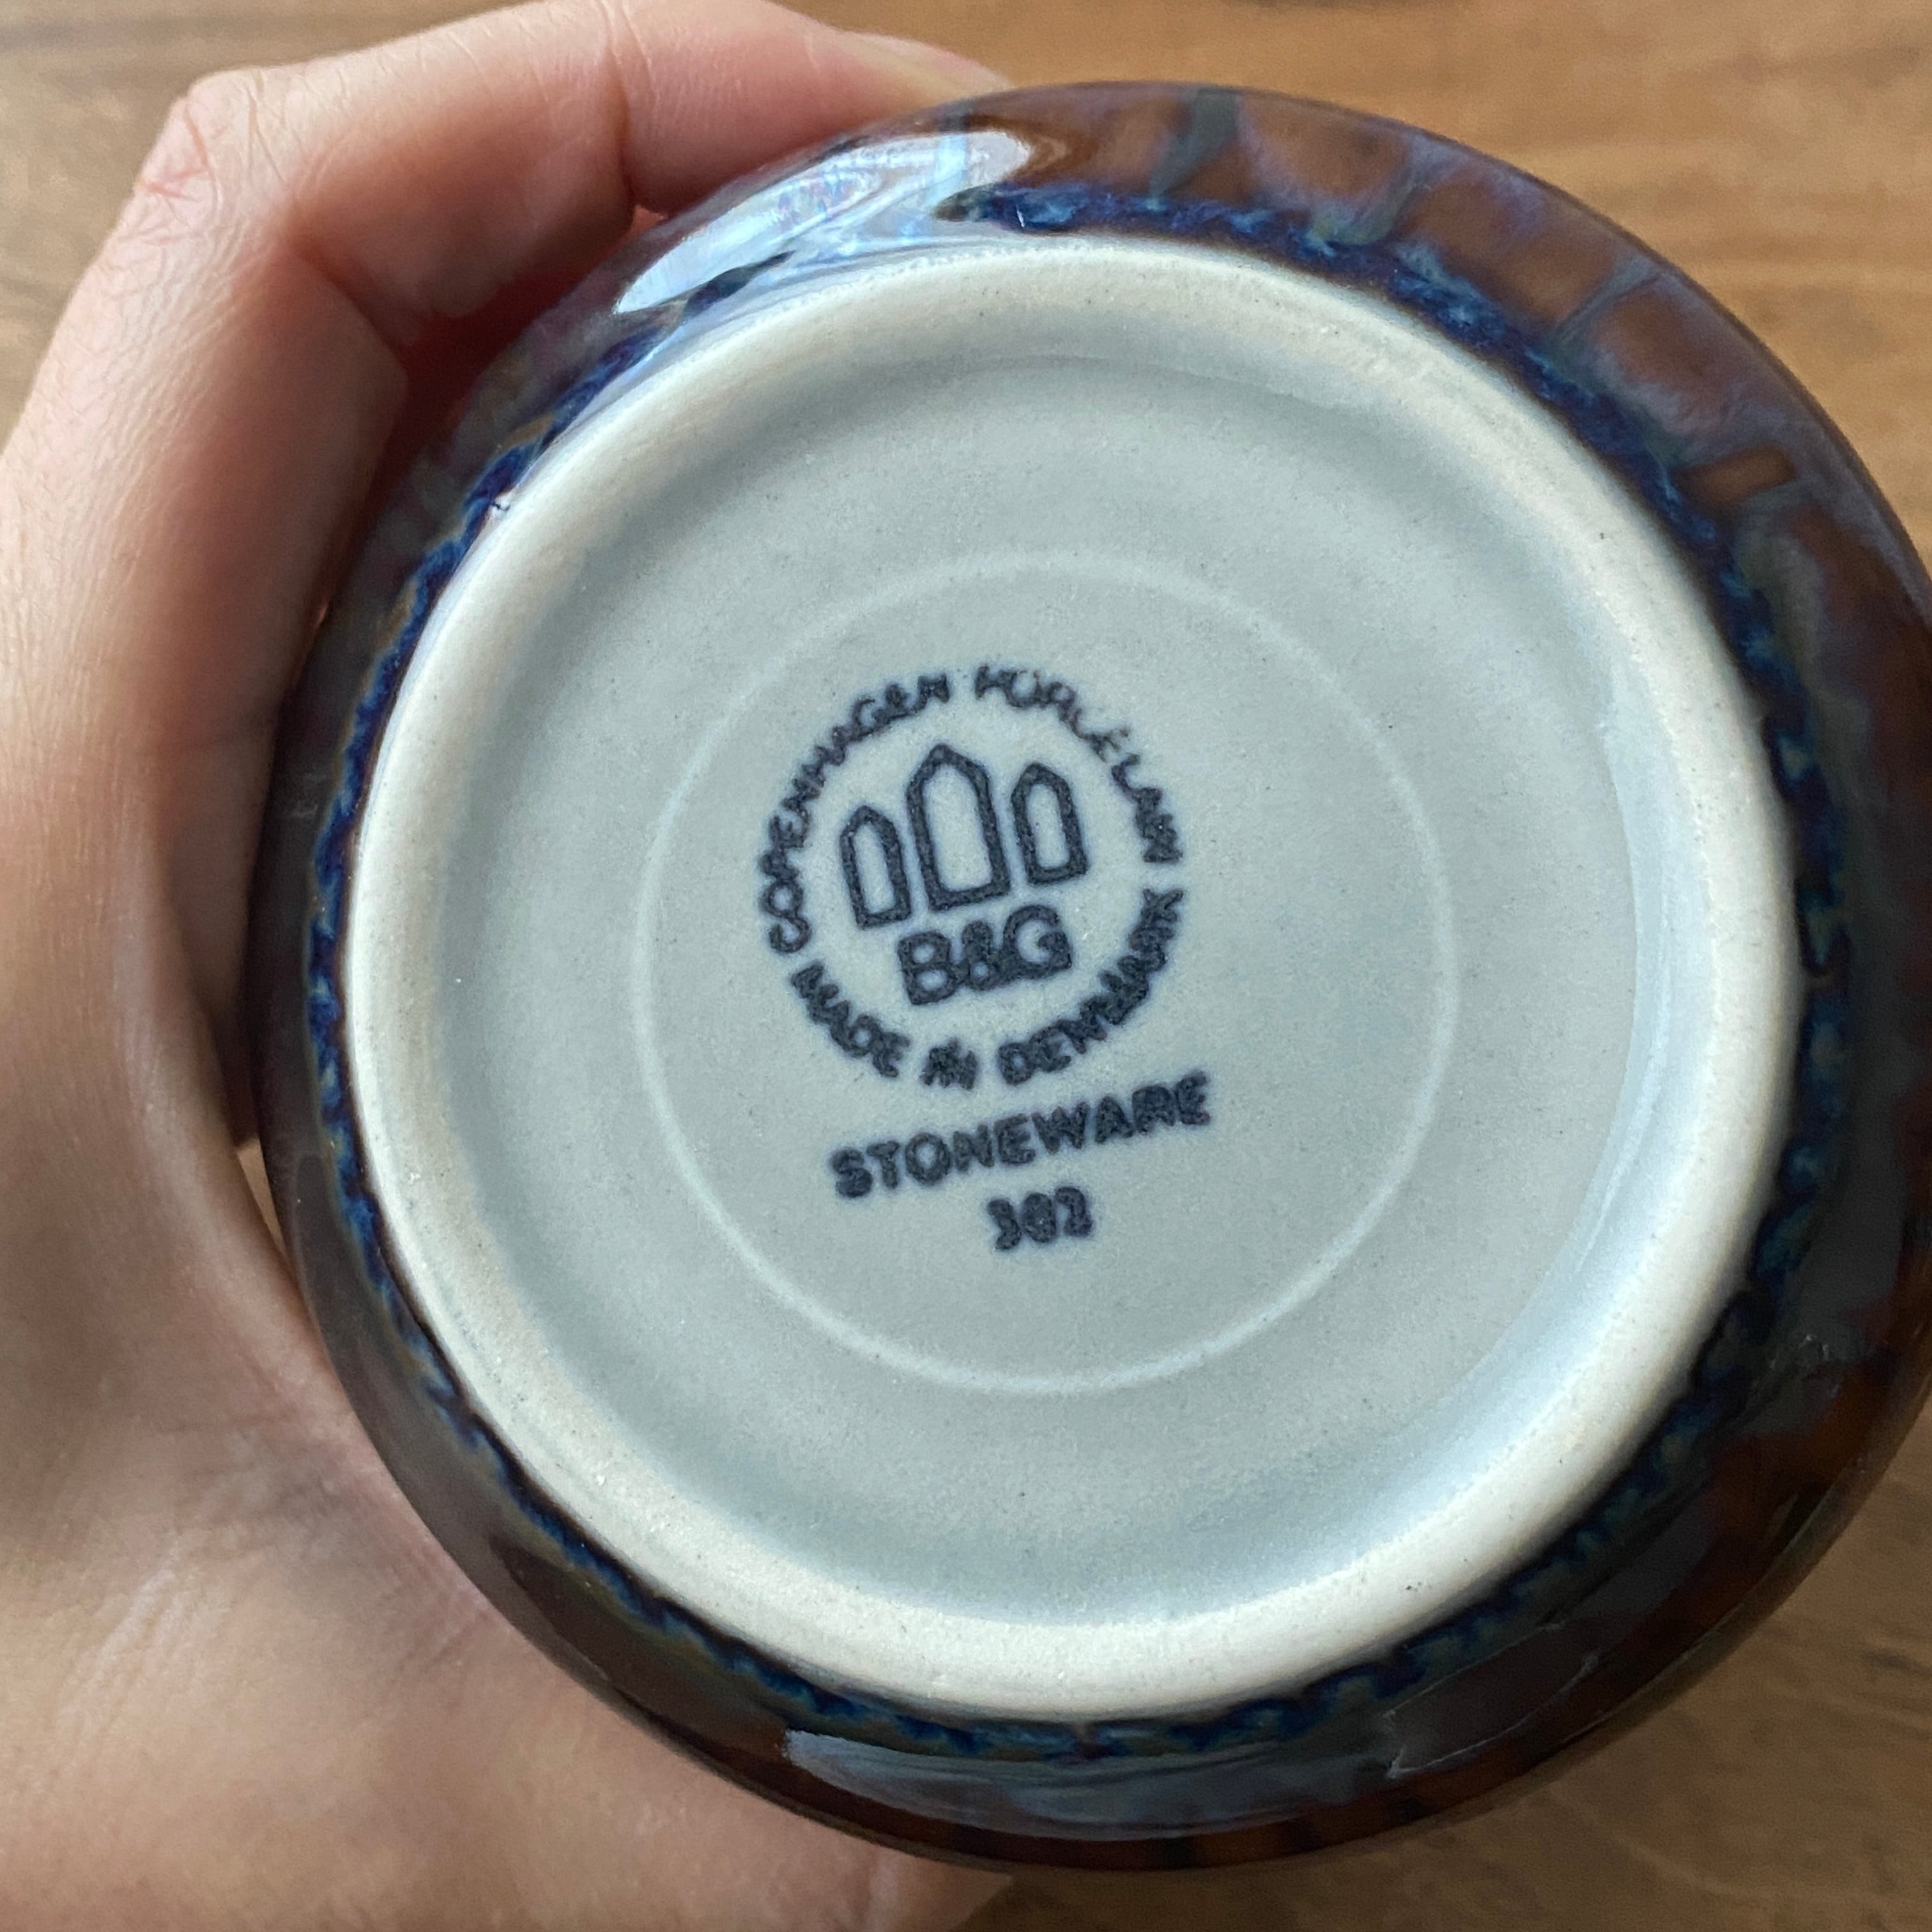 COPENHAGEN PORCELAIN
B&G
MADE IN DENMARK
STONEWARE
302